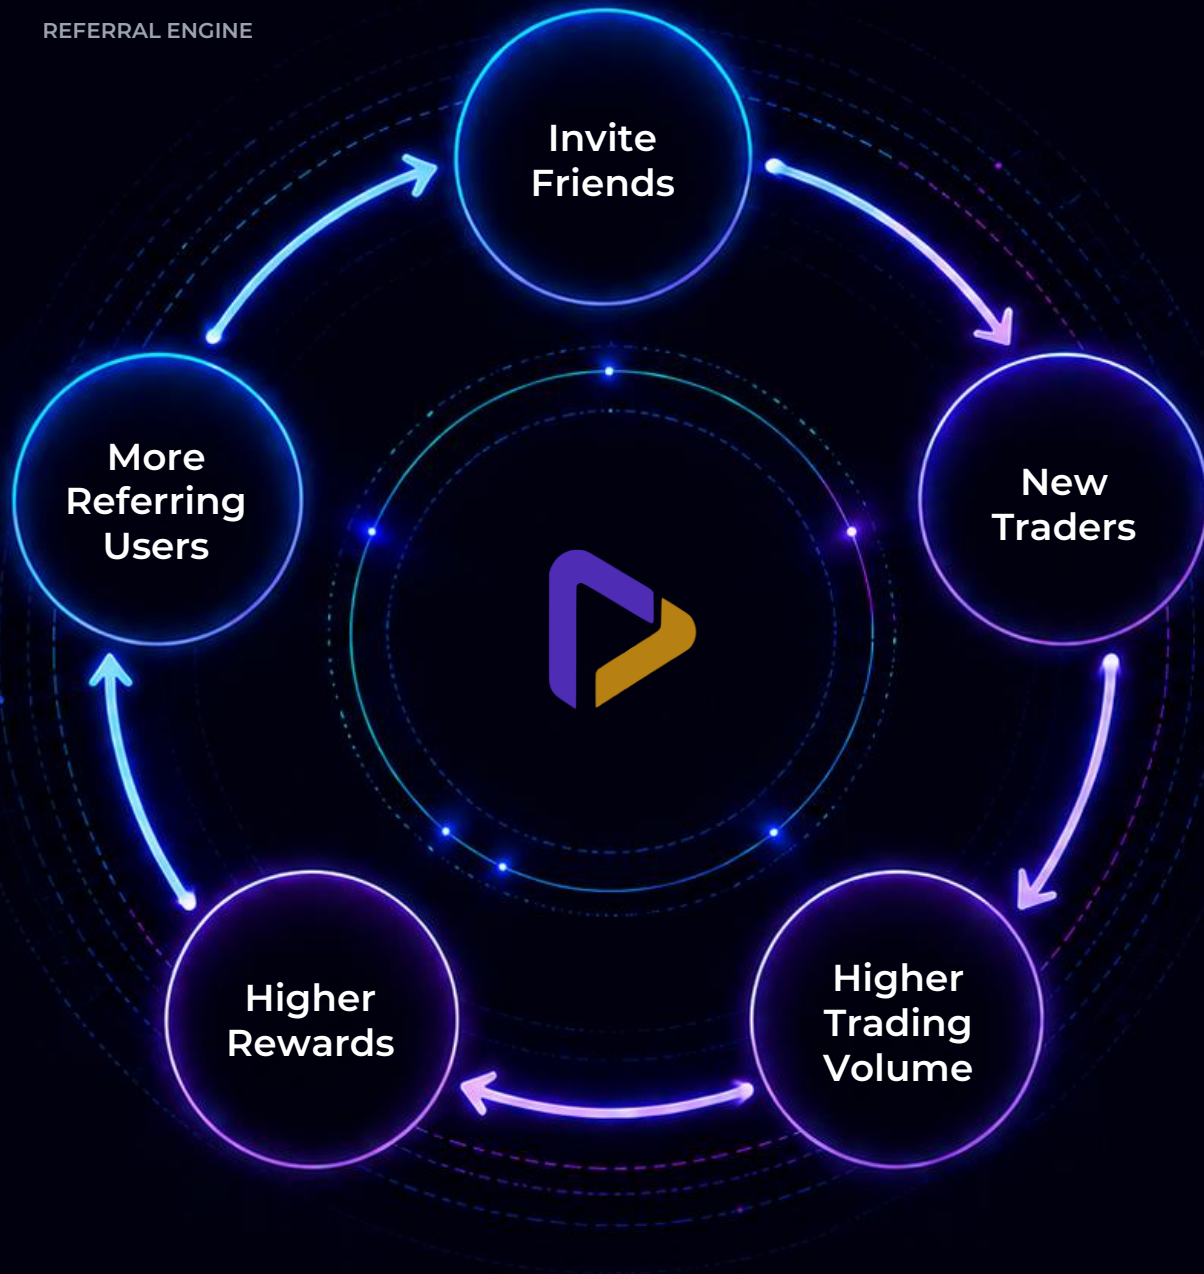 REFERRAL ENGINE
Invite
Friends
New
Traders
Higher
Trading
Volume
Higher
Rewards
More
Referring
Users